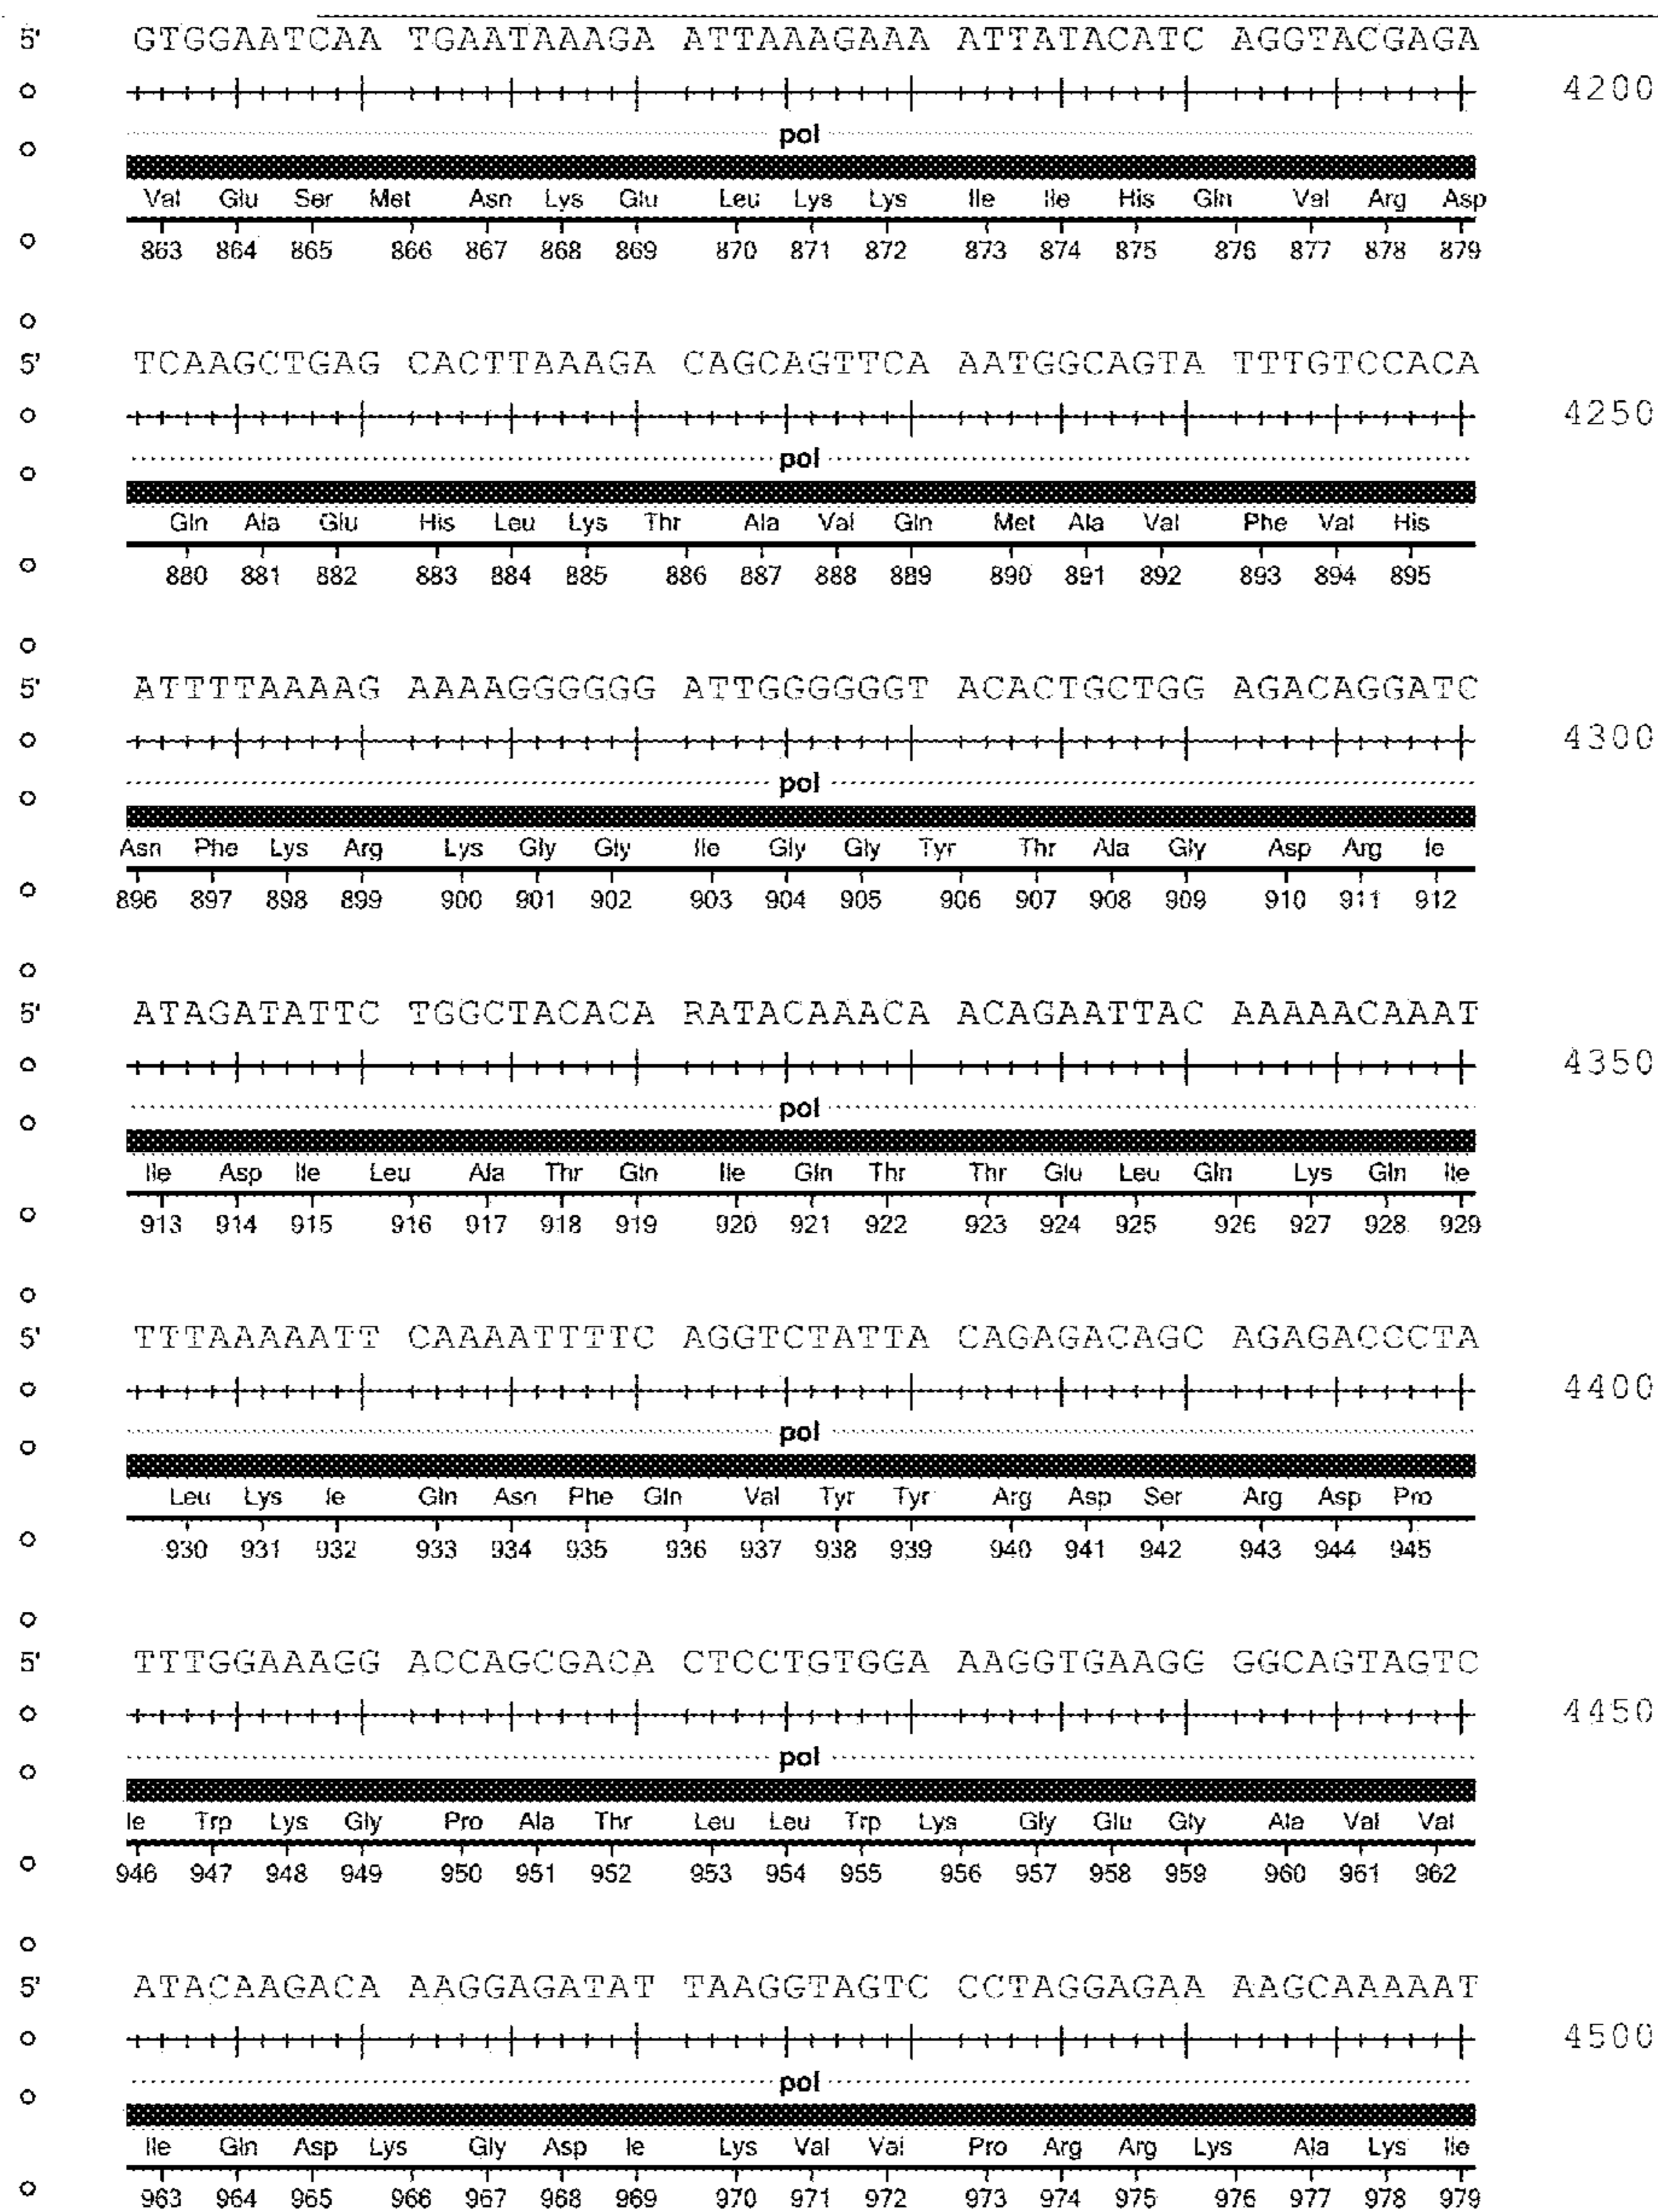 5' GTGGAATCAA TGAATAAAGA ATTAAAGAAA ATTATACATC AGGTACGAGA
4200
pol
Val Glu Ser Met Asn Lys Glu Leu Lys Lys Ile Ile His Gln Val Arg Asp
863 864 865 866 867 868 869 870 871 872 873 874 875 876 877 878 879
5' TCAAGCTGAG CACTTAAAGA CAGCAGTTCA AATGGCAGTA TTTGTCCACA
4250
pol
Gln Ala Glu His Leu Lys Thr Ala Val Gln Met Ala Val Phe Val His
880 881 882 883 884 885 886 887 888 889 890 891 892 893 894 895
5' ATTTTAAAAG AAAAGGGGGG ATTGGGGGGT ACACTGCTGG AGACAGGATC
4300
pol
Asn Phe Lys Arg Lys Gly Gly Ile Gly Gly Tyr Thr Ala Gly Asp Arg Ie
896 897 898 899 900 901 902 903 904 905 906 907 908 909 910 911 912
5' ATAGATATTC TGGCTACACA RATACAAACA ACAGAATTAC AAAAACAAAT
4350
pol
Ile Asp Ile Leu Ala Thr Gln Ile Gln Thr Thr Glu Leu Gln Lys Gln Ile
913 914 915 916 917 918 919 920 921 922 923 924 925 926 927 928 929
5' TTTAAAAATT CAAAATTTTC AGGTCTATTA CAGAGACAGC AGAGACCCTA
4400
pol
Leu Lys Ie Gln Asn Phe Gln Val Tyr Tyr Arg Asp Ser Arg Asp Pro
930 931 932 933 934 935 936 937 938 939 940 941 942 943 944 945
5' TTTGGAAAGG ACCAGCGACA CTCCTGTGGA AAGGTGAAGG GGCAGTAGTC
4450
pol
Ie Trp Lys Gly Pro Ala Thr Leu Leu Trp Lys Gly Glu Gly Ala Val Val
946 947 948 949 950 951 952 953 954 955 956 957 958 959 960 961 962
5' ATACAAGACA AAGGAGATAT TAAGGTAGTC CCTAGGAGAA AAGCAAAAAT
4500
pol
Ile Gln Asp Lys Gly Asp Ie Lys Val Val Pro Arg Arg Lys Ala Lys Ile
963 964 965 966 967 968 969 970 971 972 973 974 975 976 977 978 979